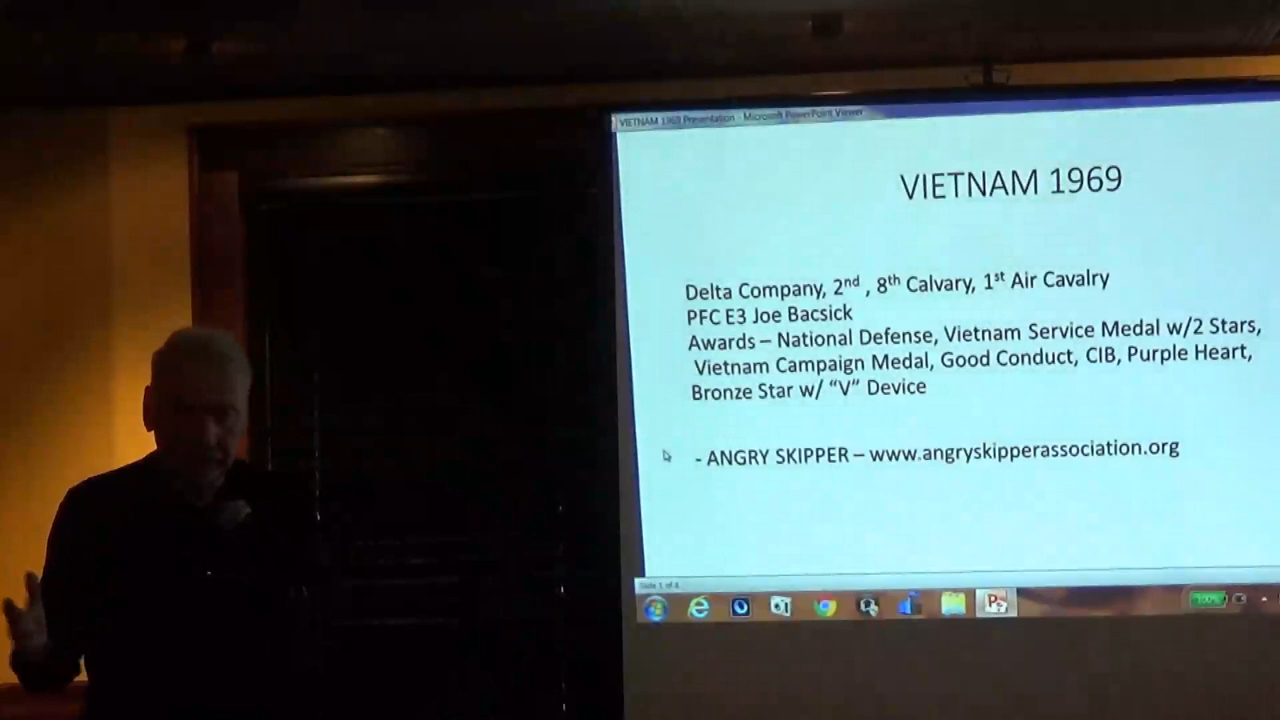 VIETNAM 1969 Presentation - Microsoft PowerPoint Viewer
VIETNAM 1969
Delta Company, 2nd , 8th Calvary, 1st Air Cavalry
PFC E3 Joe Bacsick
Awards – National Defense, Vietnam Service Medal w/2 Stars,
Vietnam Campaign Medal, Good Conduct, CIB, Purple Heart,
Bronze Star w/ “V” Device
- ANGRY SKIPPER – www.angryskipperassociation.org
Slide 1 of 4
100%